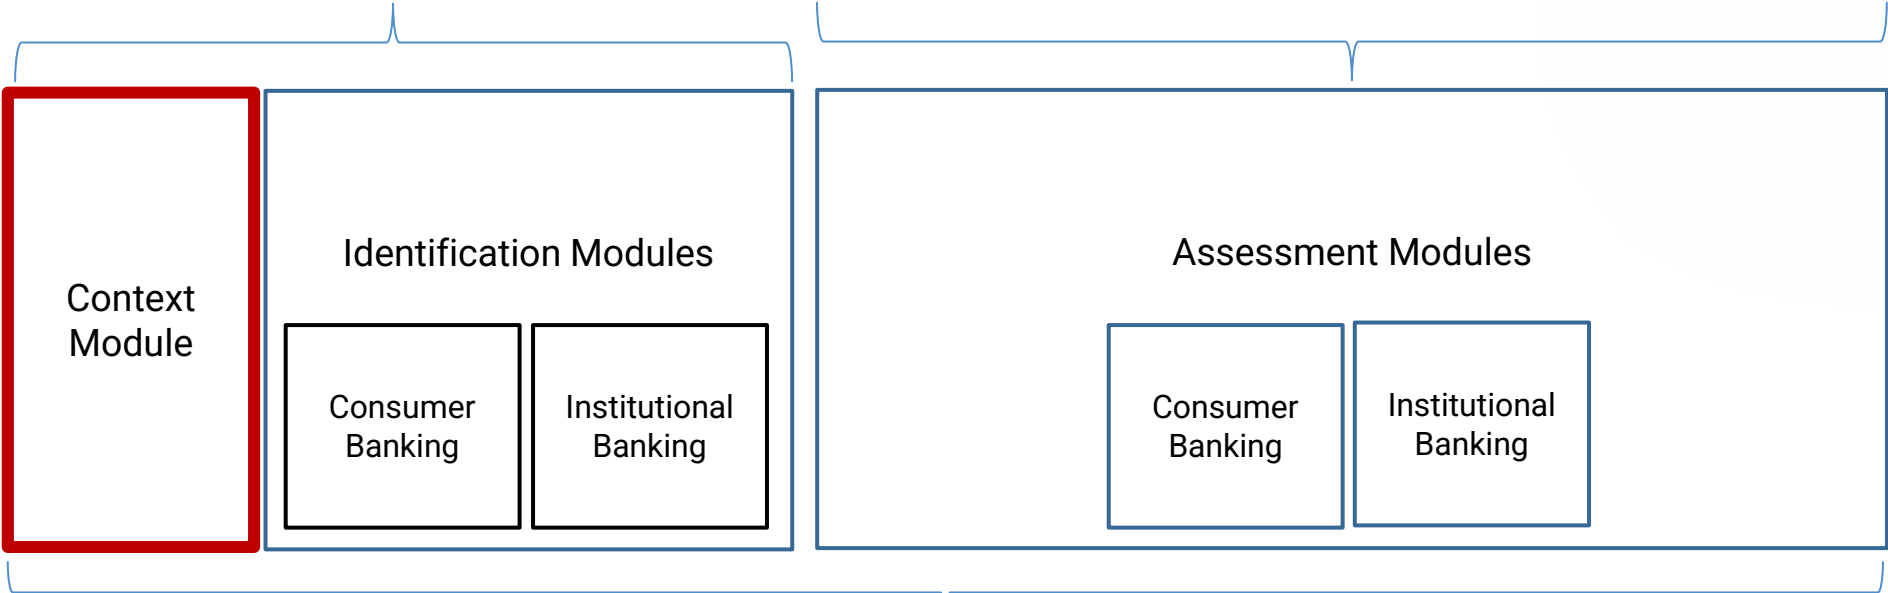 Context
Module
Identification Modules
Consumer
Banking
Institutional
Banking
Assessment Modules
Consumer
Banking
Institutional
Banking